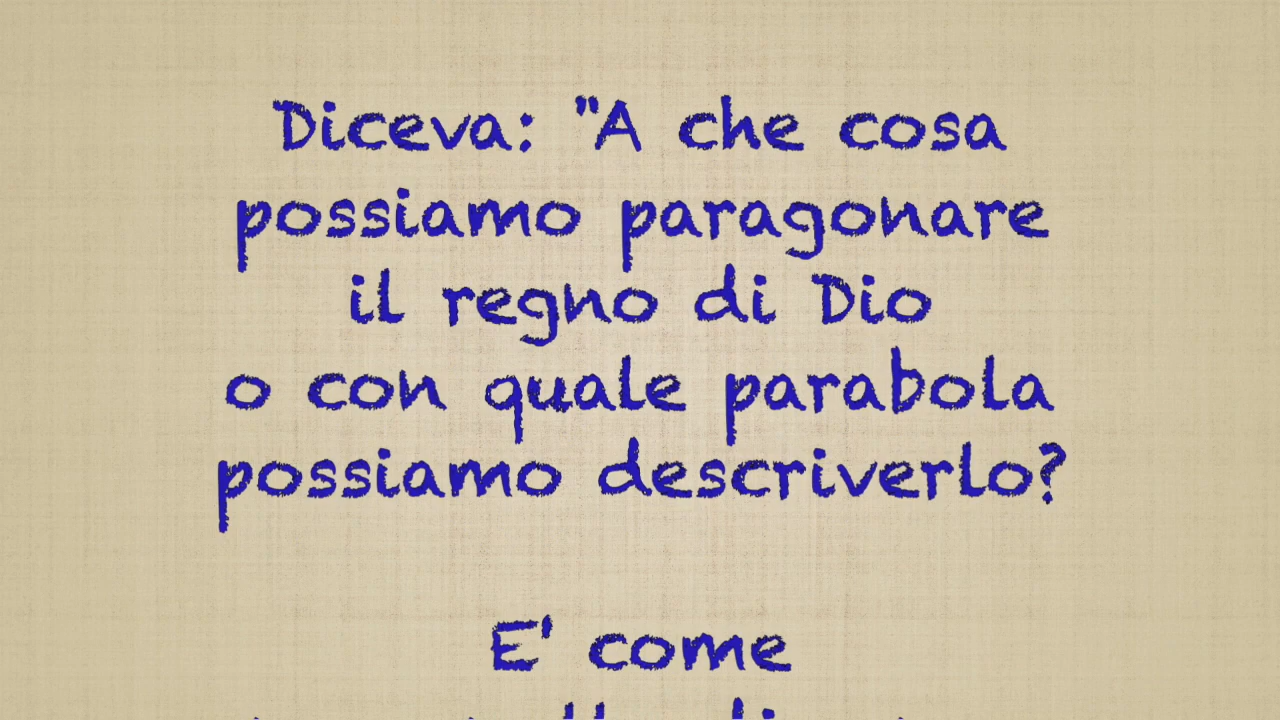 Diceva: "A che cosa
possiamo paragonare
il regno di Dio
o con quale parabola
possiamo descriverlo?
E' come